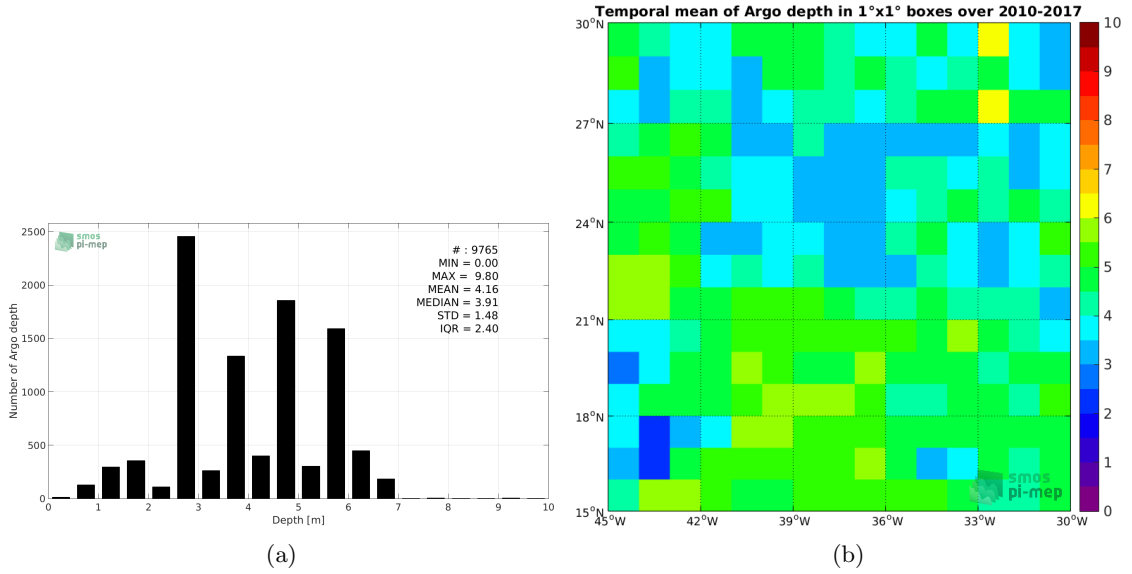 smos
pi-mep
# : 9765
MIN = 0.00
MAX = 9.80
MEAN = 4.16
MEDIAN = 3.91
STD = 1.48
IQR = 2.40
Number of Argo depth
2500
2000
1500
1000
500
0
0 1 2 3 4 5 6 7 8 9 10
Depth [m]
(a)
Temporal mean of Argo depth in 1°x1° boxes over 2010-2017
30°N
27°N
24°N
21°N
18°N
15°N
45°W 42°W 39°W 36°W 33°W 30°W
smos
pi-mep
10
9
8
7
6
5
4
3
2
1
0
(b)